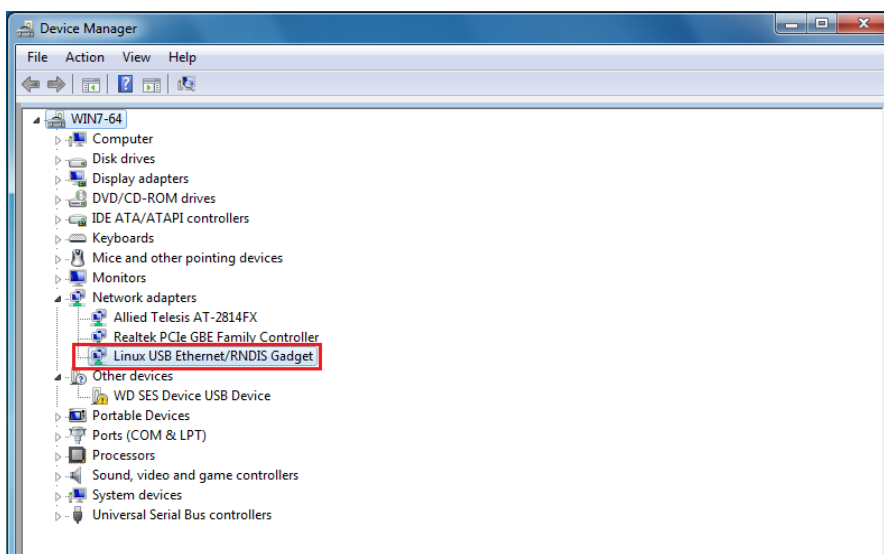 Device Manager
File Action View Help
WIN7-64
Computer
Disk drives
Display adapters
DVD/CD-ROM drives
IDE ATA/ATAPI controllers
Keyboards
Mice and other pointing devices
Monitors
Network adapters
Allied Telesis AT-2814FX
Realtek PCIe GBE Family Controller
Linux USB Ethernet/RNDIS Gadget
Other devices
WD SES Device USB Device
Portable Devices
Ports (COM & LPT)
Processors
Sound, video and game controllers
System devices
Universal Serial Bus controllers